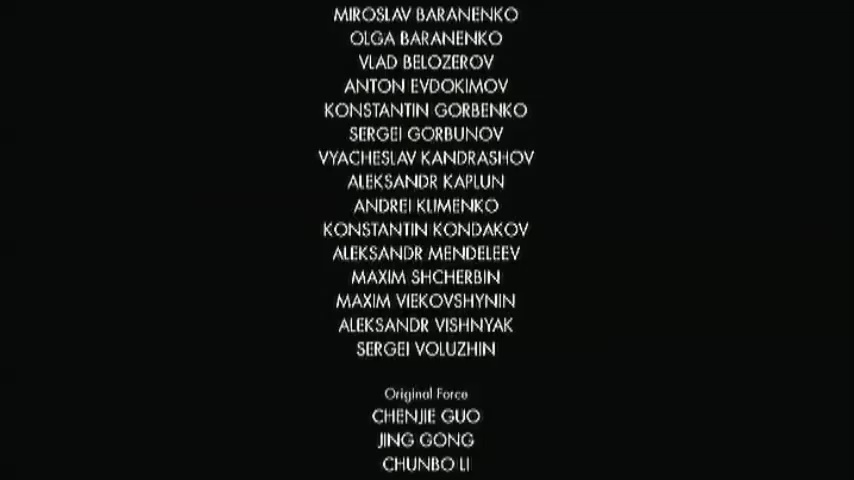 MIROSLAV BARANENKO
OLGA BARANENKO
VLAD BELOZEROV
ANTON EVDOKIMOV
KONSTANTIN GORBENKO
SERGEI GORBUNOV
VYACHESLAV KANDRASHOV
ALEKSANDR KAPLUN
ANDREI KLIMENKO
KONSTANTIN KONDAKOV
ALEKSANDR MENDELEEV
MAXIM SHCHERBIN
MAXIM VIEKOVSHYNIN
ALEKSANDR VISHNYAK
SERGEI VOLUZHIN
Original Force
CHENJIE GUO
JING GONG
CHUNBO LI